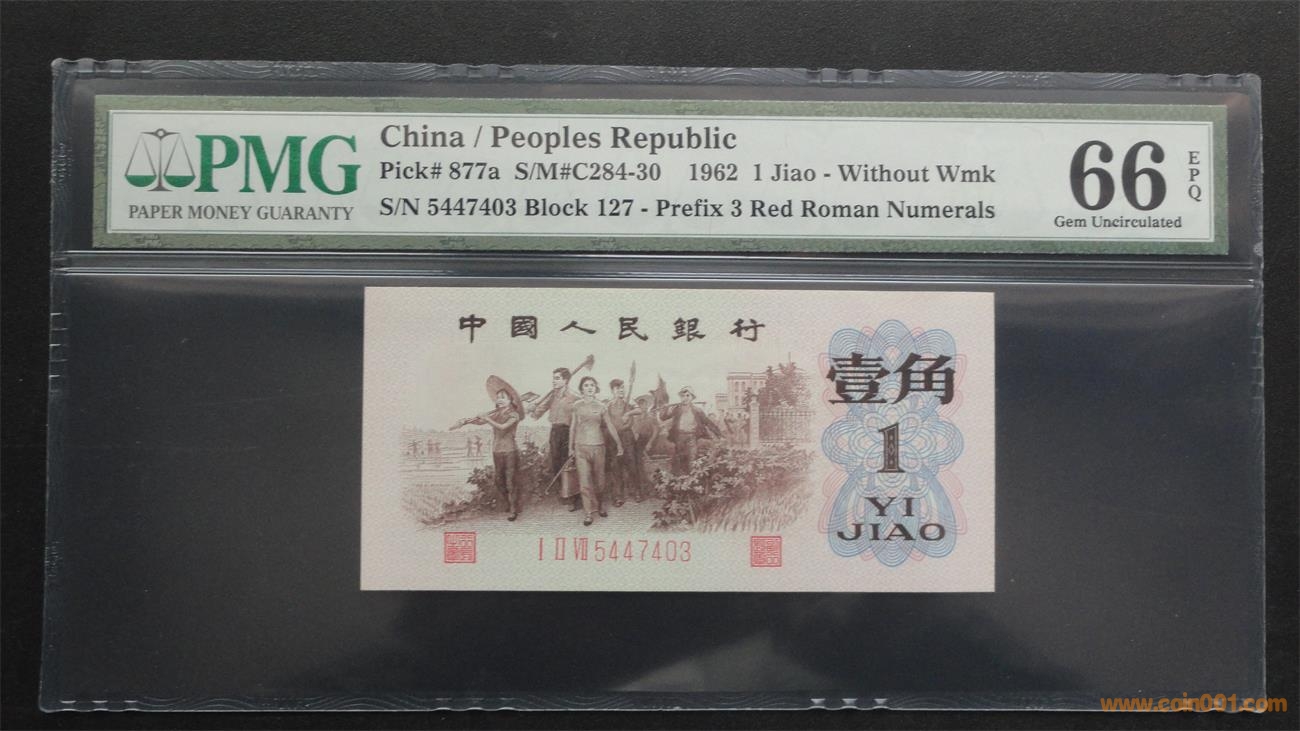 PMG
PAPER MONEY GUARANTY
China / Peoples Republic
Pick# 877a S/M#C284-30 1962 1 Jiao - Without Wmk
S/N 5447403 Block 127 - Prefix 3 Red Roman Numerals
66
EPQ
Gem Uncirculated
中國人民銀行
壹角
1
YI
JIAO
I II VII 5447403
www.coin001.com